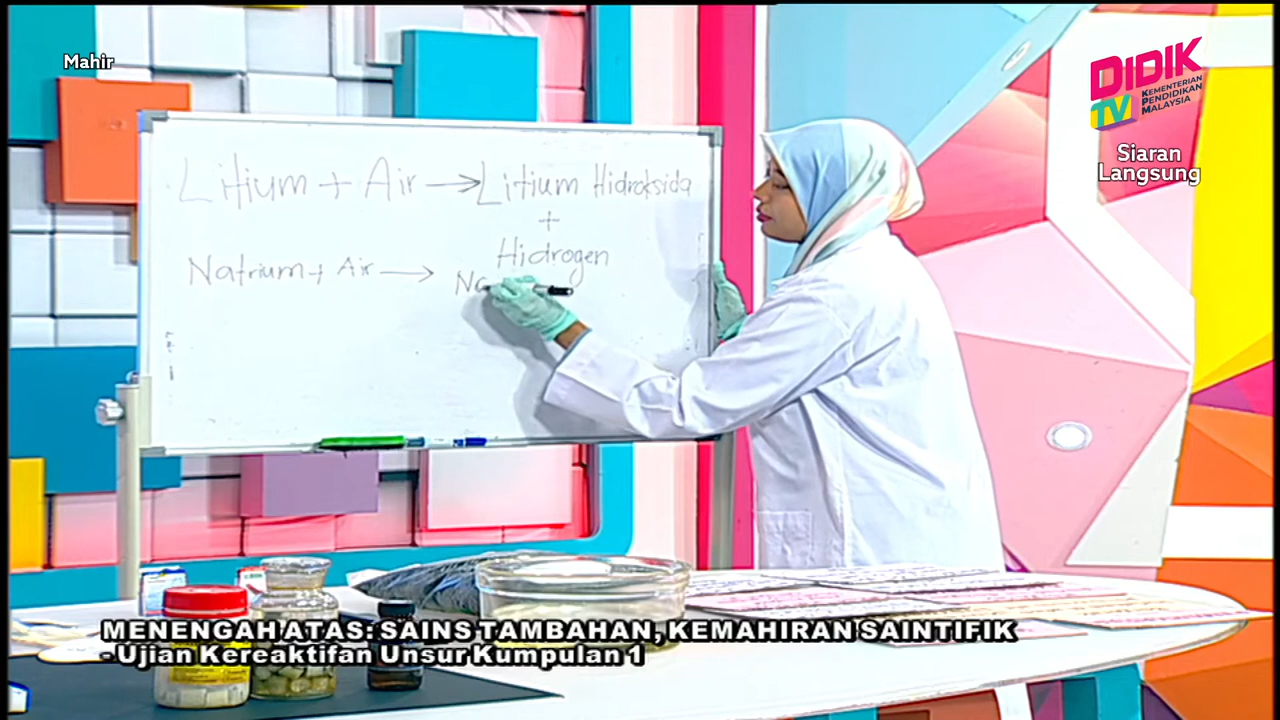 Mahir
DIDIK
TV
KEMENTERIAN
PENDIDIKAN
MALAYSIA
Siaran
Langsung
Litium + Air → Litium Hidroksida
+
Hidrogen
Natrium + Air → Na
MENENGAH ATAS: SAINS TAMBAHAN, KEMAHIRAN SAINTIFIK
- Ujian Kereaktifan Unsur Kumpulan 1